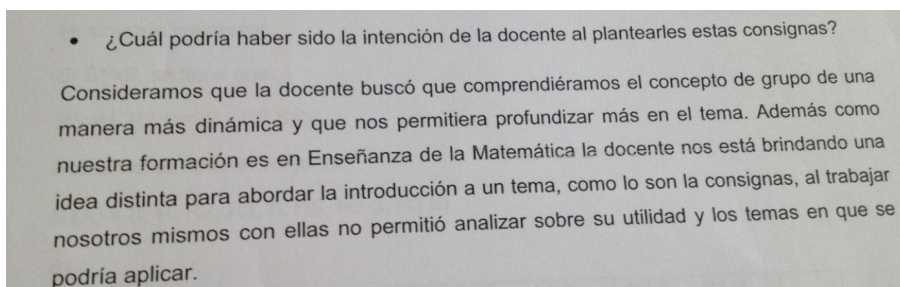 • ¿Cuál podría haber sido la intención de la docente al plantearles estas consignas?
Consideramos que la docente buscó que comprendiéramos el concepto de grupo de una
manera más dinámica y que nos permitiera profundizar más en el tema. Además como
nuestra formación es en Enseñanza de la Matemática la docente nos está brindando una
idea distinta para abordar la introducción a un tema, como lo son la consignas, al trabajar
nosotros mismos con ellas no permitió analizar sobre su utilidad y los temas en que se
podría aplicar.